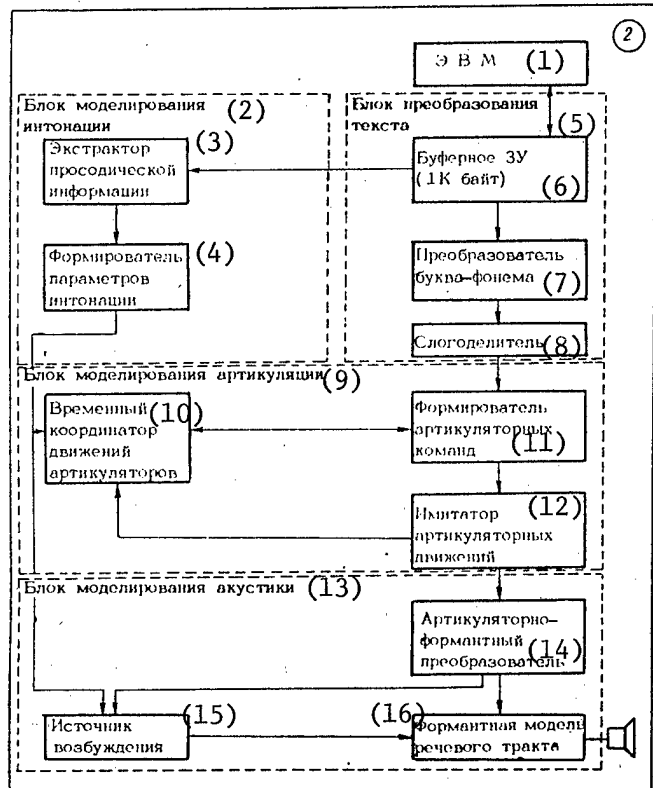 2
ЭВМ (1)
Блок моделирования
интонации (2)
Блок преобразования
текста (5)
Экстрактор
просодической
информации (3)
Буферное ЗУ
(1К байт) (6)
Формирователь
параметров
интонации (4)
Преобразователь
буква-фонема (7)
Слогоделитель (8)
Блок моделирования артикуляции (9)
Временный
координатор
движений
артикуляторов (10)
Формирователь
артикуляторных
команд (11)
Имитатор
артикуляторных
движений (12)
Блок моделирования акустики (13)
Артикуляторно-
формантный
преобразователь (14)
Источник
возбуждения (15)
(16) Формантная модель
речевого тракта